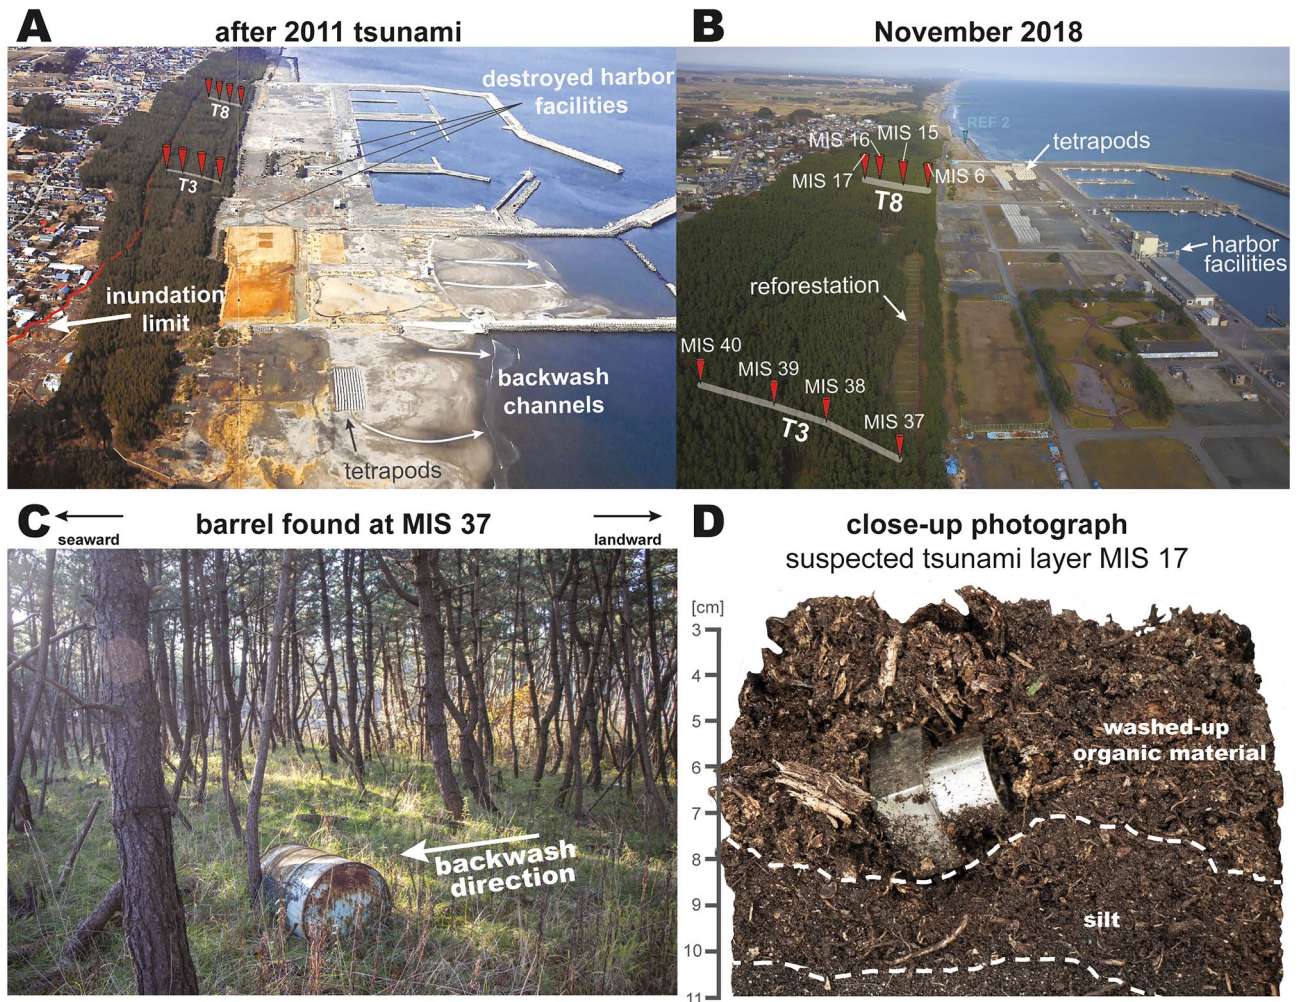 A
after 2011 tsunami
destroyed harbor
facilities
T8
T3
inundation
limit
backwash
channels
tetrapods
B
November 2018
REF 2
MIS 15
MIS 16
tetrapods
MIS 17
MIS 6
T8
harbor
facilities
reforestation
MIS 40
MIS 39
MIS 38
MIS 37
T3
C
barrel found at MIS 37
seaward
landward
backwash
direction
D
close-up photograph
suspected tsunami layer MIS 17
[cm]
3
4
5
6
7
8
9
10
11
washed-up
organic material
silt